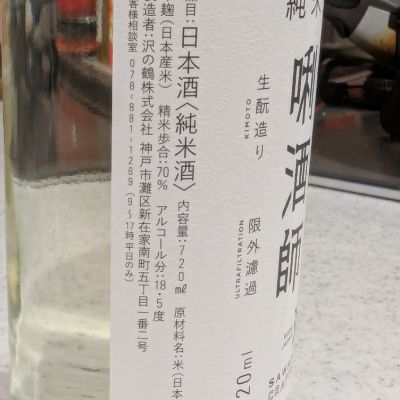 純米
唎酒師
生酛造り
KIMOTO
限外濾過
ULTRAFILTRATION
20ml
SAW
CRA
品目:日本酒〈純米酒〉 内容量:720ml 原材料名:米(日本
麹(日本産米) 精米歩合:70% アルコール分:18.5度
造者:沢の鶴株式会社 神戸市灘区新在家南町五丁目一番二号
客様相談室 078-881-1269(9〜17時 平日のみ)